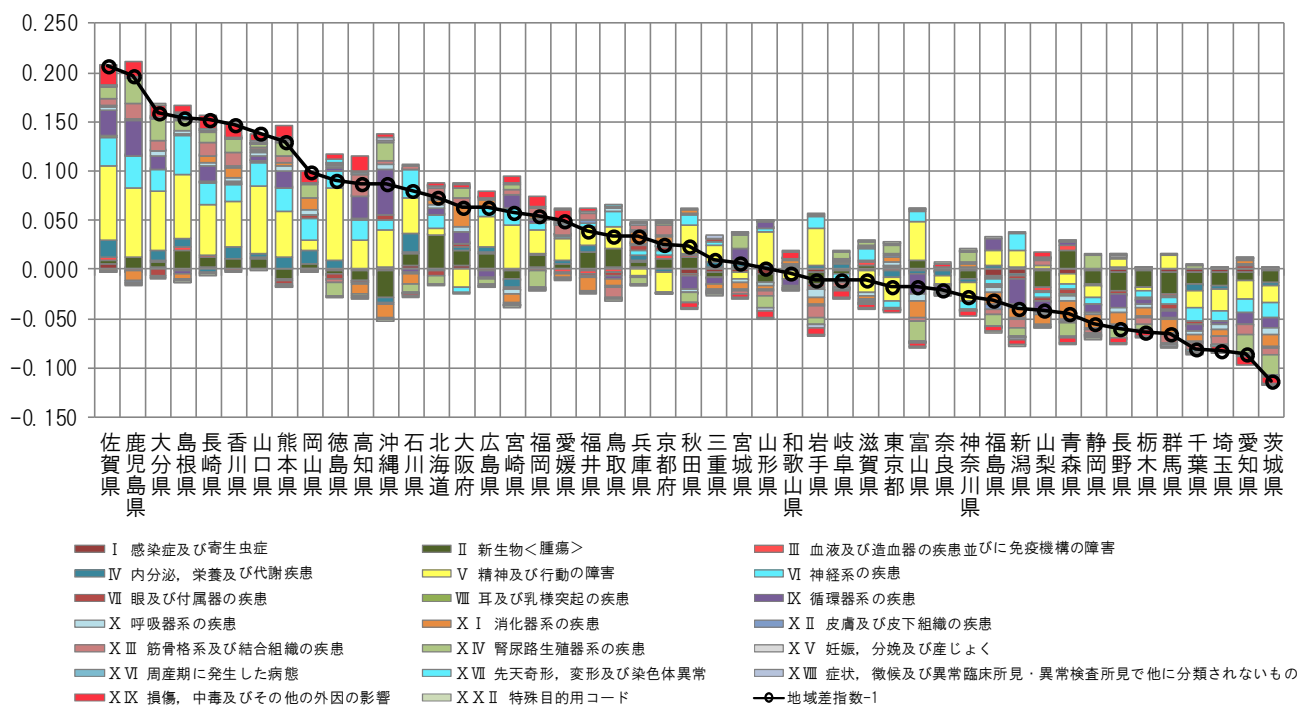 0.250
0.200
0.150
0.100
0.050
0.000
-0.050
-0.100
-0.150
佐賀県
鹿児島県
大分県
島根県
長崎県
香川県
山口県
熊本県
岡山県
徳島県
高知県
沖縄県
石川県
北海道
大阪府
広島県
宮崎県
福岡県
愛媛県
福井県
鳥取県
兵庫県
京都府
秋田県
三重県
宮城県
山形県
和歌山県
岩手県
岐阜県
滋賀県
東京都
富山県
奈良県
神奈川県
福島県
新潟県
山梨県
青森県
静岡県
長野県
栃木県
群馬県
千葉県
埼玉県
愛知県
茨城県
Ⅰ 感染症及び寄生虫症
Ⅱ 新生物＜腫瘍＞
Ⅲ 血液及び造血器の疾患並びに免疫機構の障害
Ⅳ 内分泌，栄養及び代謝疾患
Ⅴ 精神及び行動の障害
Ⅵ 神経系の疾患
Ⅶ 眼及び付属器の疾患
Ⅷ 耳及び乳様突起の疾患
Ⅸ 循環器系の疾患
Ⅹ 呼吸器系の疾患
ⅩⅠ 消化器系の疾患
ⅩⅡ 皮膚及び皮下組織の疾患
ⅩⅢ 筋骨格系及び結合組織の疾患
ⅩⅣ 腎尿路生殖器系の疾患
ⅩⅤ 妊娠，分娩及び産じょく
ⅩⅥ 周産期に発生した病態
ⅩⅦ 先天奇形，変形及び染色体異常
ⅩⅧ 症状，徴候及び異常臨床所見・異常検査所見で他に分類されないもの
ⅩⅨ 損傷，中毒及びその他の外因の影響
ⅩⅩⅡ 特殊目的用コード
地域差指数-1